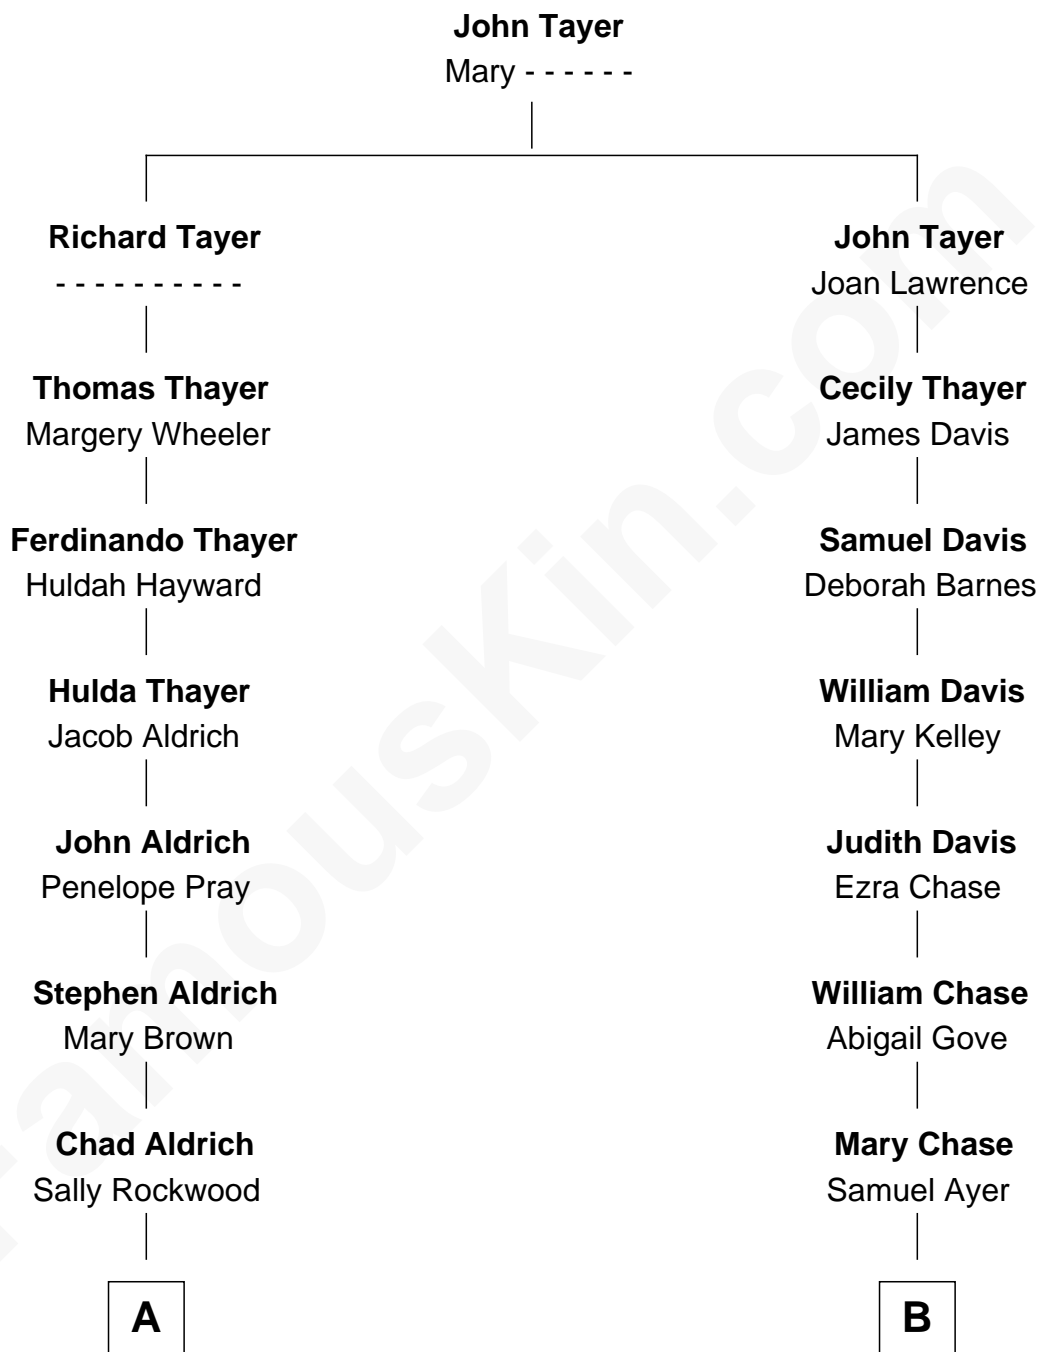 John Tayer
Mary - - - - - -
Richard Tayer
- - - - - - - - - -
John Tayer
Joan Lawrence
Thomas Thayer
Margery Wheeler
Cecily Thayer
James Davis
Ferdinando Thayer
Huldah Hayward
Samuel Davis
Deborah Barnes
Hulda Thayer
Jacob Aldrich
William Davis
Mary Kelley
John Aldrich
Penelope Pray
Judith Davis
Ezra Chase
Stephen Aldrich
Mary Brown
William Chase
Abigail Gove
Chad Aldrich
Sally Rockwood
Mary Chase
Samuel Ayer
A
B
FamousKin.com